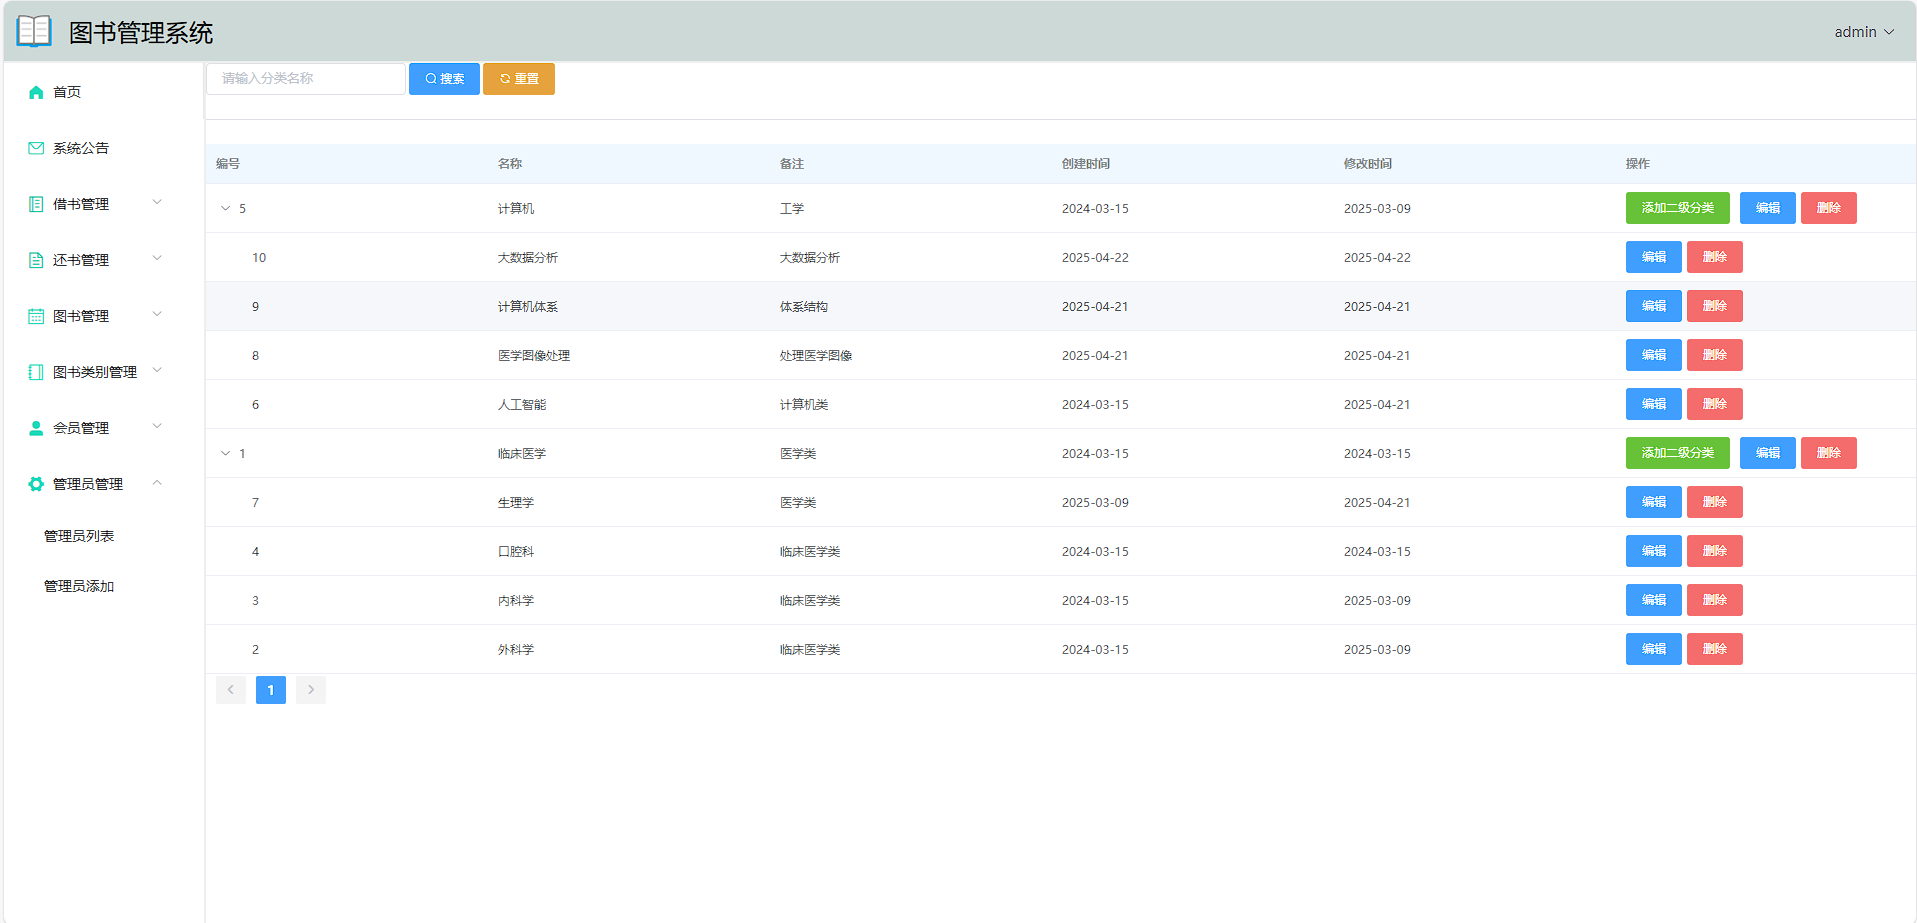 图书管理系统
admin
首页
系统公告
借书管理
还书管理
图书管理
图书类别管理
会员管理
管理员管理
管理员列表
管理员添加
请输入分类名称 搜索 重置
编号 名称 备注 创建时间 修改时间 操作
5 计算机 工学 2024-03-15 2025-03-09 添加二级分类 编辑 删除
10 大数据分析 大数据分析 2025-04-22 2025-04-22 编辑 删除
9 计算机体系 体系结构 2025-04-21 2025-04-21 编辑 删除
8 医学图像处理 处理医学图像 2025-04-21 2025-04-21 编辑 删除
6 人工智能 计算机类 2024-03-15 2025-04-21 编辑 删除
1 临床医学 医学类 2024-03-15 2024-03-15 添加二级分类 编辑 删除
7 生理学 医学类 2025-03-09 2025-04-21 编辑 删除
4 口腔科 临床医学类 2024-03-15 2024-03-15 编辑 删除
3 内科学 临床医学类 2024-03-15 2025-03-09 编辑 删除
2 外科学 临床医学类 2024-03-15 2025-03-09 编辑 删除
1